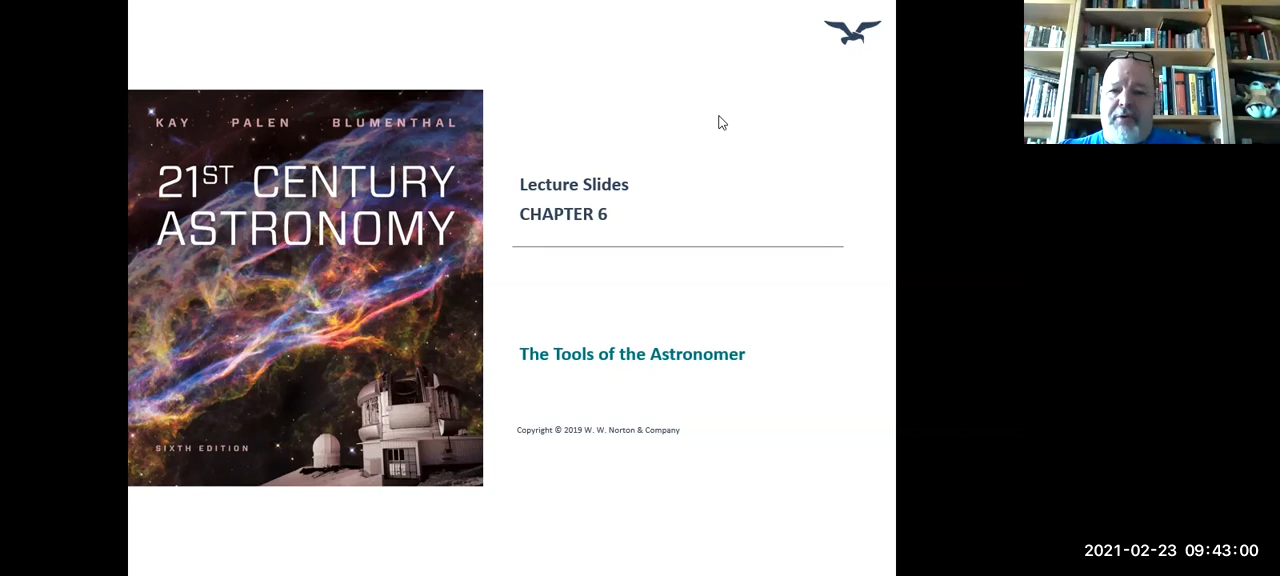 KAY PALEN BLUMENTHAL
21ST CENTURY
ASTRONOMY
SIXTH EDITION
Lecture Slides
CHAPTER 6
The Tools of the Astronomer
Copyright © 2019 W. W. Norton & Company
2021-02-23 09:43:00